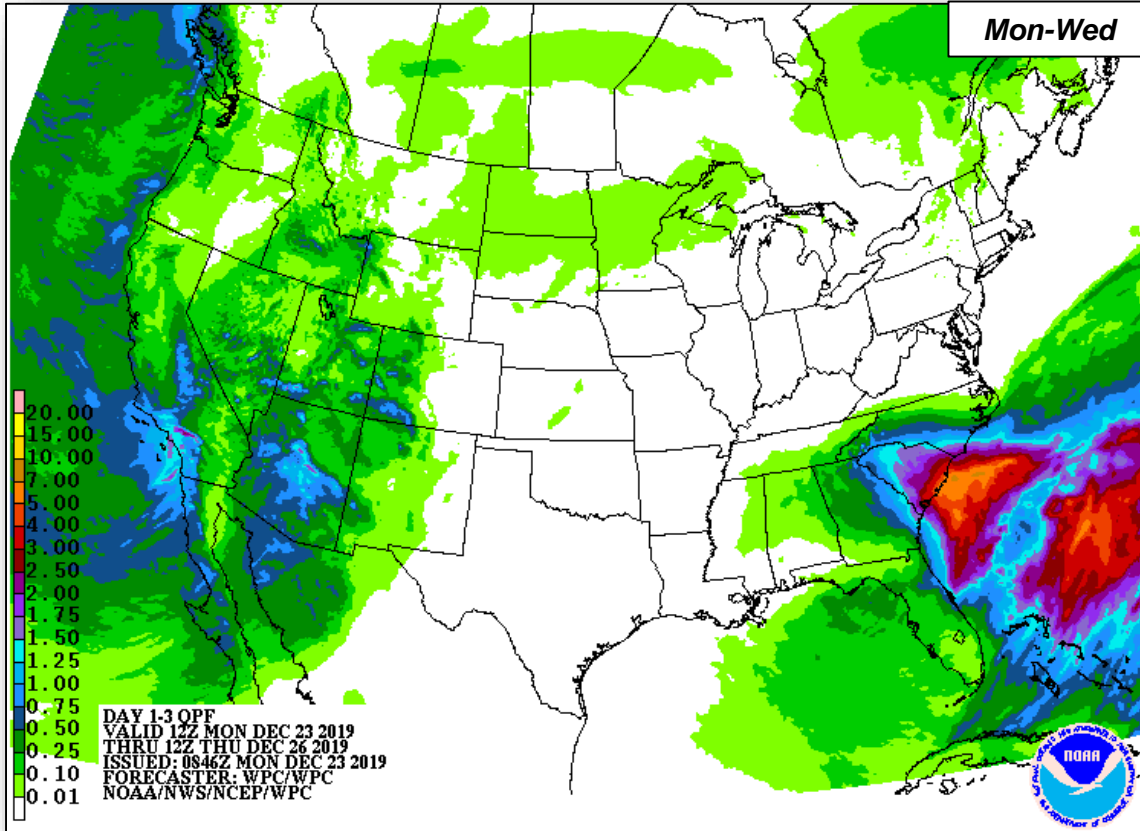 Mon-Wed
20.00
15.00
10.00
7.00
5.00
4.00
3.00
2.50
2.00
1.75
1.50
1.25
1.00
0.75
0.50
0.25
0.10
0.01
DAY 1-3 QPF
VALID 12Z MON DEC 23 2019
THRU 12Z THU DEC 26 2019
ISSUED: 0846Z MON DEC 23 2019
FORECASTER: WPC/WPC
NOAA/NWS/NCEP/WPC
NOAA